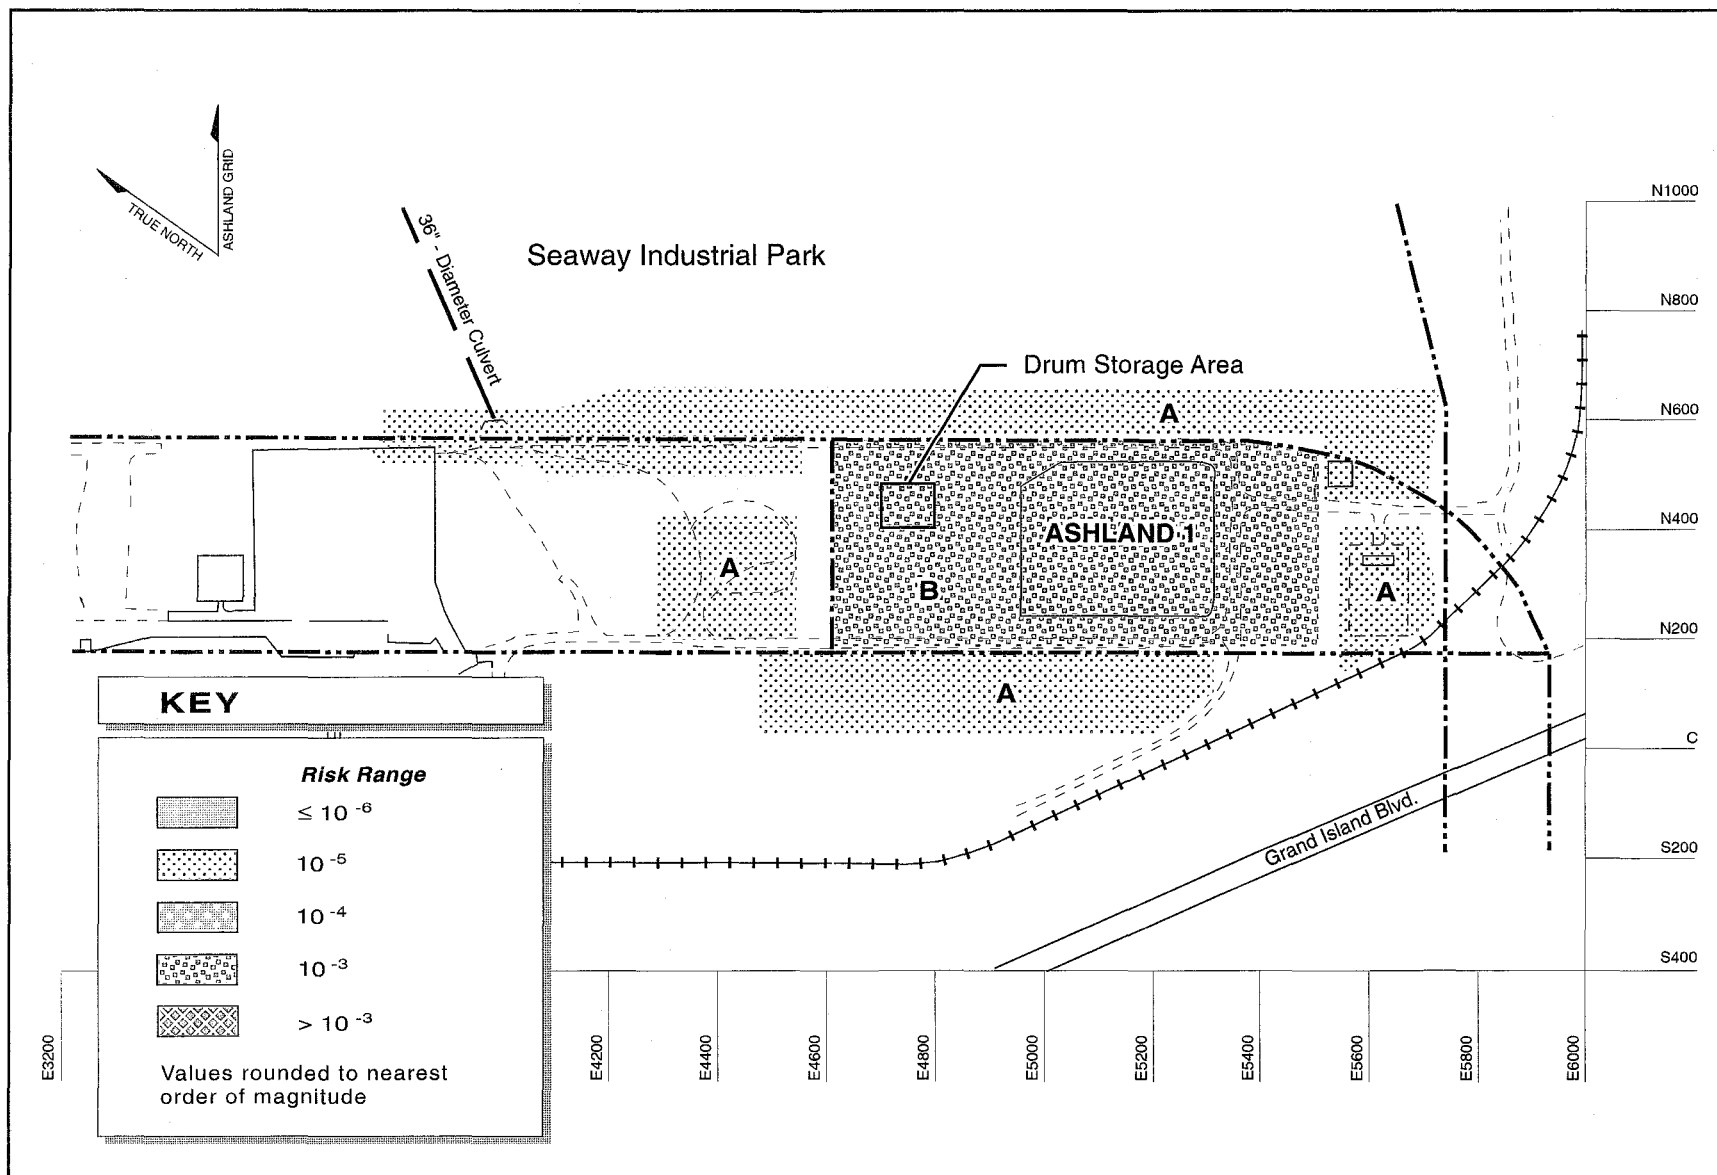 TRUE NORTH
ASHLAND GRID
36" - Diameter Culvert
Seaway Industrial Park
Drum Storage Area
A
A
ASHLAND 1
B
A
A
Grand Island Blvd.
N1000
N800
N600
N400
N200
C
S200
S400
KEY
Risk Range
≤ 10 -6
10 -5
10 -4
10 -3
> 10 -3
Values rounded to nearest
order of magnitude
E3200
E4200
E4400
E4600
E4800
E5000
E5200
E5400
E5600
E5800
E6000